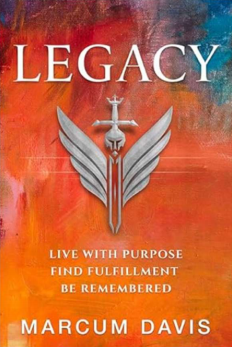 LEGACY
LIVE WITH PURPOSE
FIND FULFILLMENT
BE REMEMBERED
MARCUM DAVIS